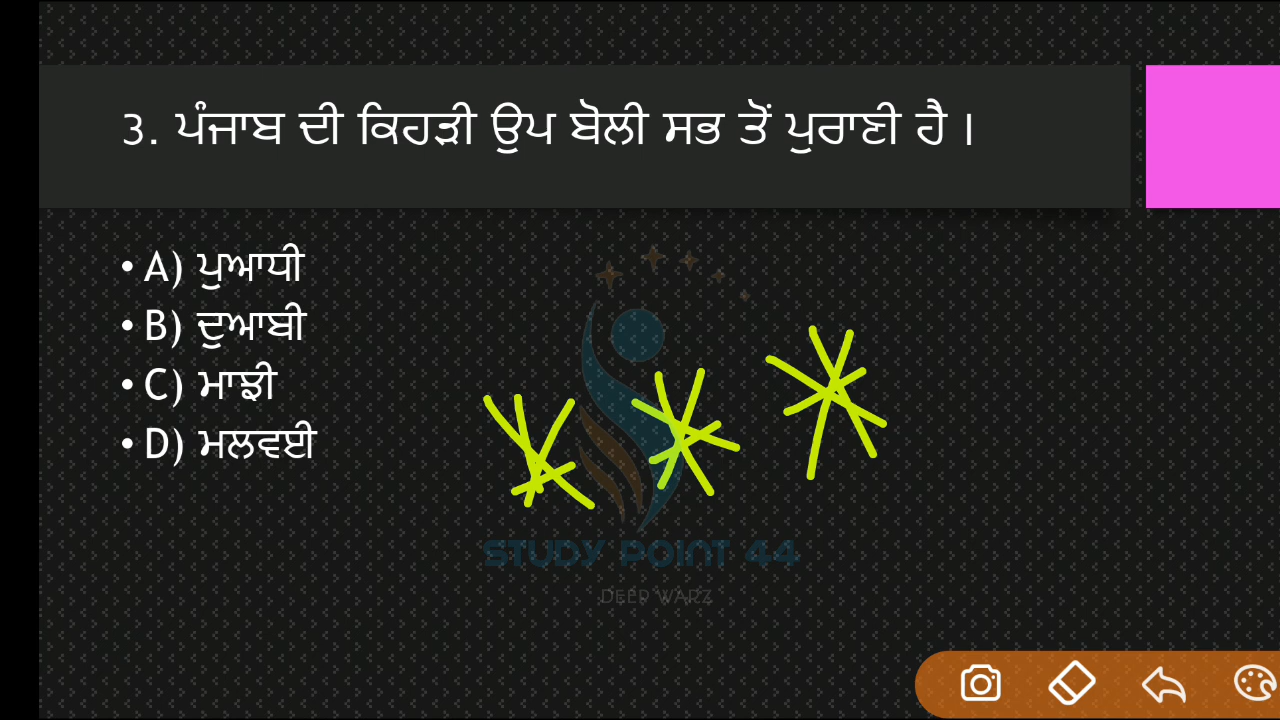 3. ਪੰਜਾਬ ਦੀ ਕਿਹੜੀ ਉਪ ਬੋਲੀ ਸਭ ਤੋਂ ਪੁਰਾਣੀ ਹੈ ।
• A) ਪੁਆਧੀ
• B) ਦੁਆਬੀ
• C) ਮਾਝੀ
• D) ਮਲਵਈ
STUDY POINT 44
DEEP WARZ